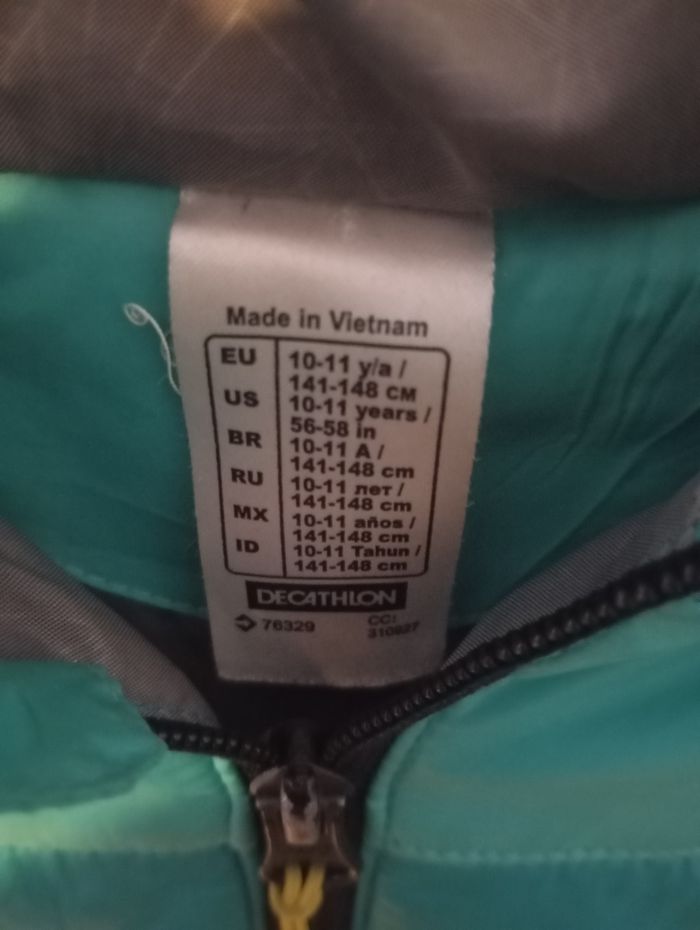 Made in Vietnam
EU 10-11 y/a /
141-148 CM
US 10-11 years /
56-58 in
BR 10-11 A /
141-148 cm
RU 10-11 лет /
141-148 cm
MX 10-11 años /
141-148 cm
ID 10-11 Tahun /
141-148 cm
DECATHLON
76329 CC: